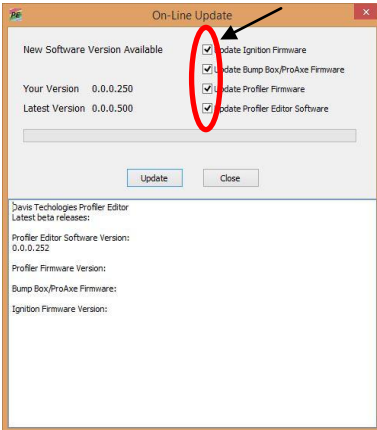 On-Line Update
New Software Version Available
Update Ignition Firmware
Update Bump Box/ProAxe Firmware
Your Version 0.0.0.250
Update Profiler Firmware
Latest Version 0.0.0.500
Update Profiler Editor Software
Update
Close
Davis Techologies Profiler Editor
Latest beta releases:
Profiler Editor Software Version:
0.0.0.252
Profiler Firmware Version:
Bump Box/ProAxe Firmware:
Ignition Firmware Version: